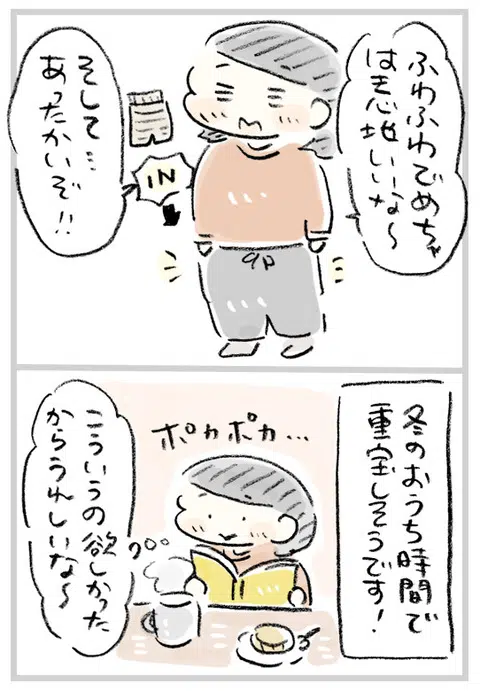 ふわふわでめちゃ
はき心地いいな〜
そして…
あったかいぞ!!
IN
冬のおうち時間で
重宝しそうです!
ポカポカ…
こういうの欲しかった
からうれしいな〜